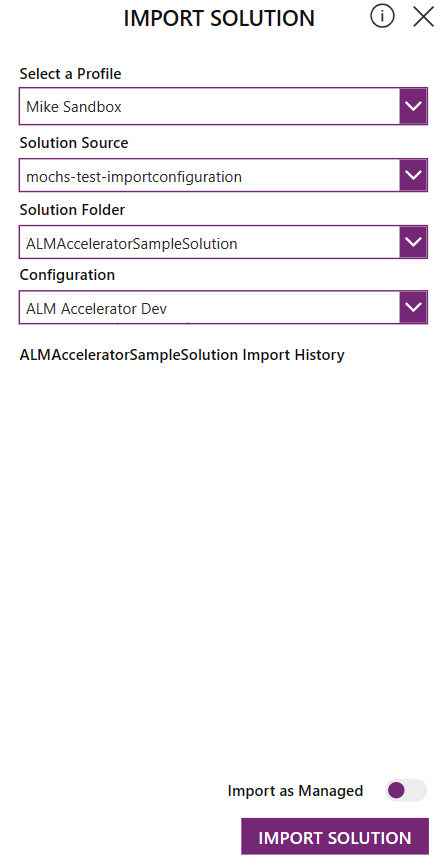 IMPORT SOLUTION
Select a Profile
Mike Sandbox
Solution Source
mochs-test-importconfiguration
Solution Folder
ALMAcceleratorSampleSolution
Configuration
ALM Accelerator Dev
ALMAcceleratorSampleSolution Import History
Import as Managed
IMPORT SOLUTION